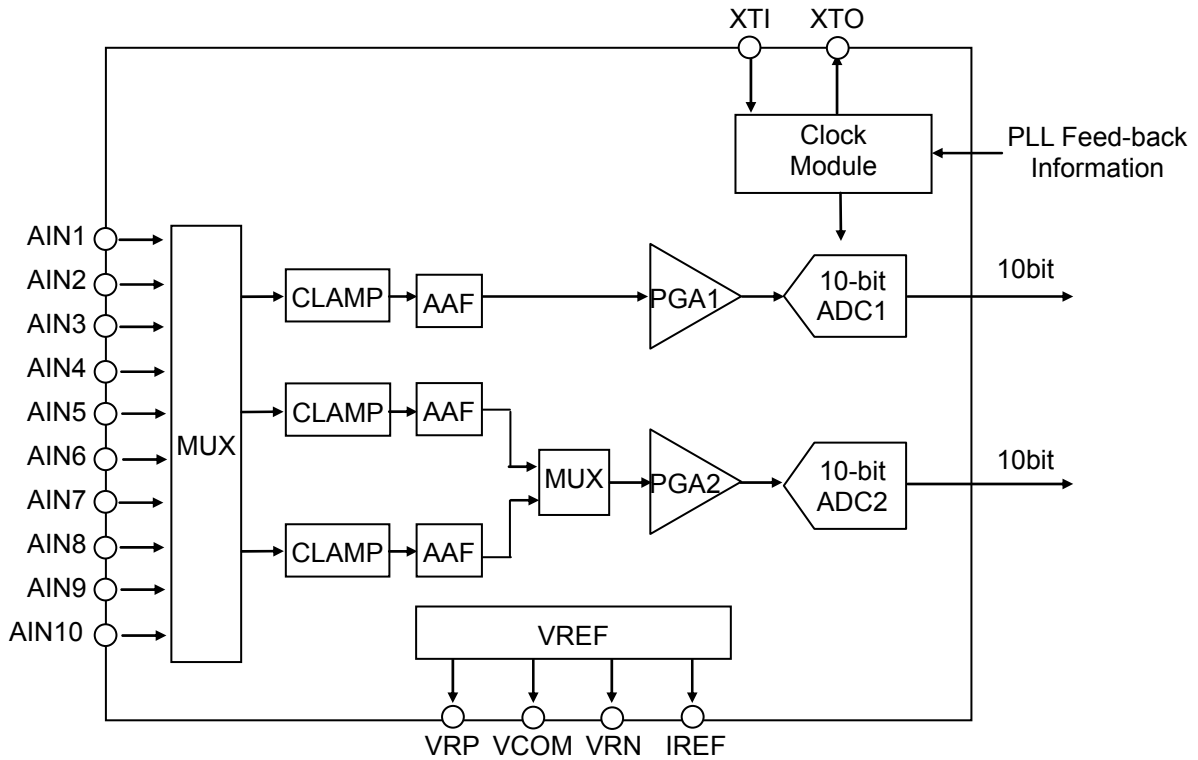 XTI
XTO
Clock
Module
PLL Feed-back
Information
AIN1
AIN2
AIN3
AIN4
AIN5
AIN6
AIN7
AIN8
AIN9
AIN10
MUX
CLAMP
AAF
PGA1
10-bit
ADC1
10bit
CLAMP
AAF
MUX
PGA2
10-bit
ADC2
10bit
CLAMP
AAF
VREF
VRP
VCOM
VRN
IREF